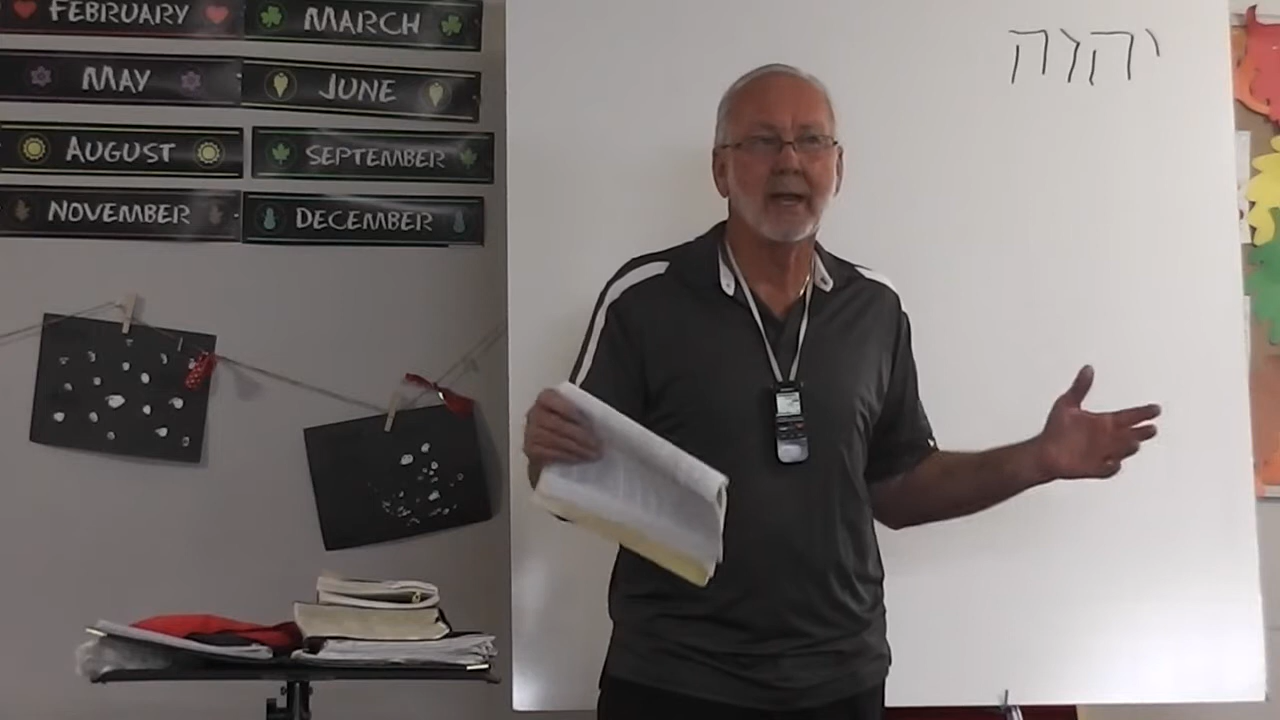 FEBRUARY MARCH
MAY JUNE
AUGUST SEPTEMBER
NOVEMBER DECEMBER
יהוה